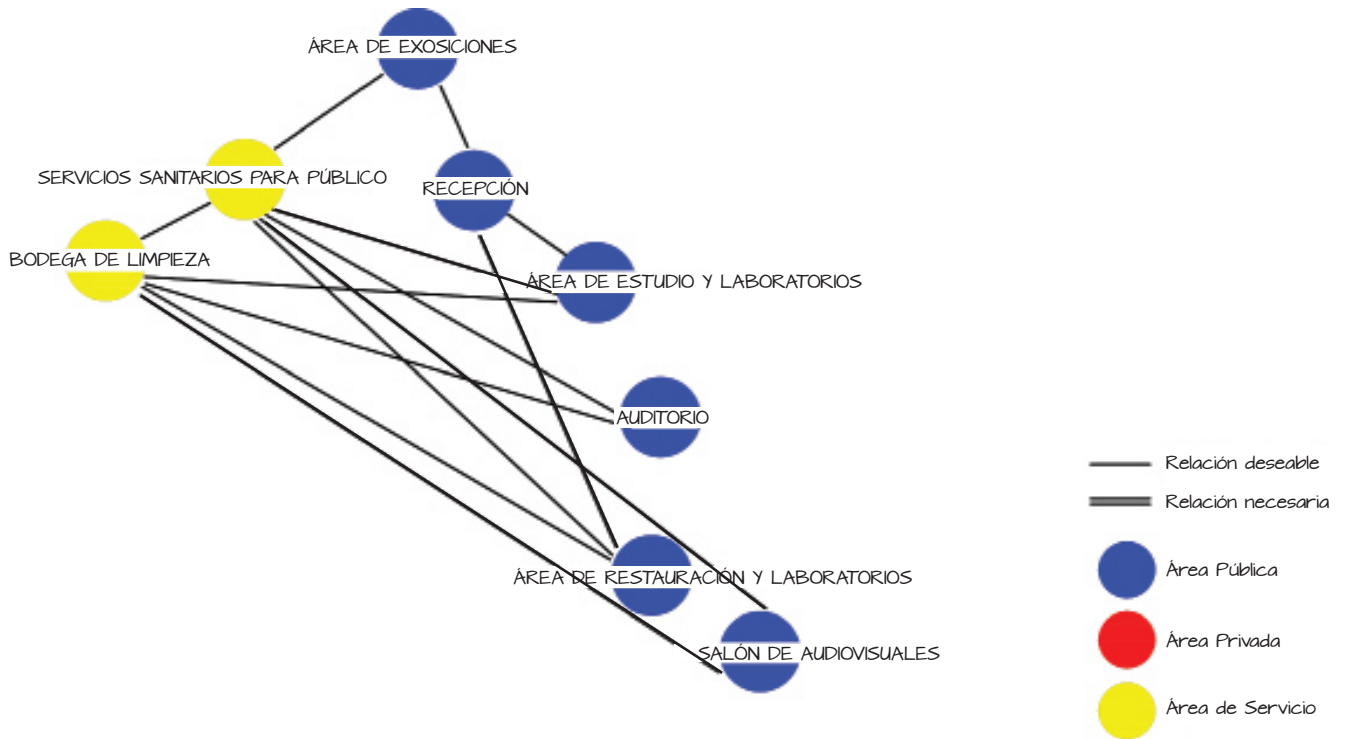 ÁREA DE EXOSICIONES
SERVICIOS SANITARIOS PARA PÚBLICO
RECEPCIÓN
BODEGA DE LIMPIEZA
ÁREA DE ESTUDIO Y LABORATORIOS
AUDITORIO
ÁREA DE RESTAURACIÓN Y LABORATORIOS
SALÓN DE AUDIOVISUALES
Relación deseable
Relación necesaria
Área Pública
Área Privada
Área de Servicio